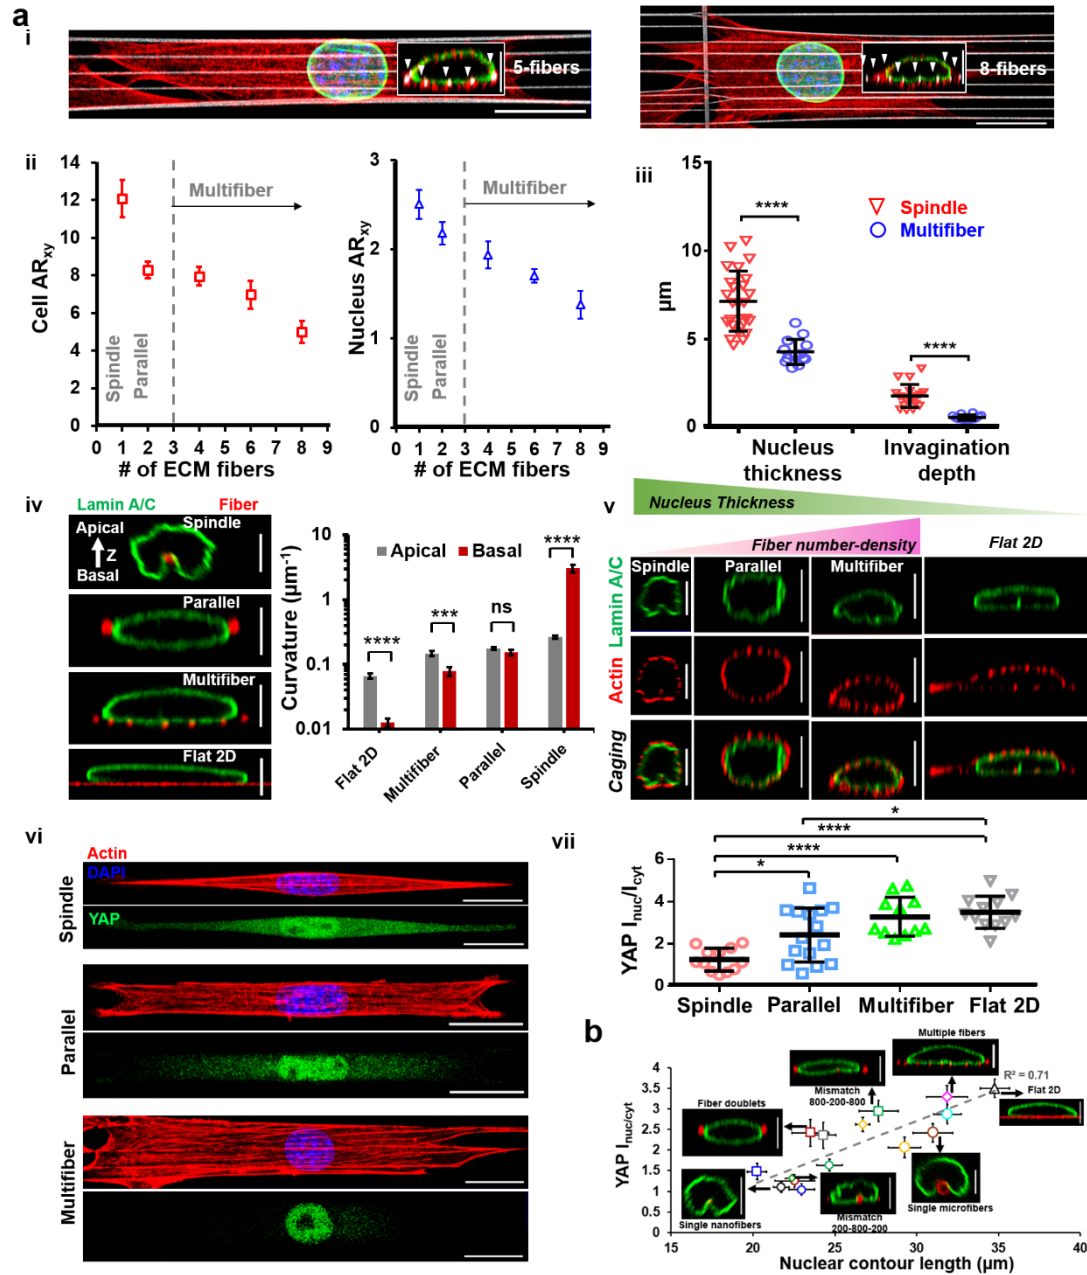 a
i
5-fibers
8-fibers
ii
14
12
10
8
6
4
2
0
Cell ARxy
Multifiber
Spindle
Parallel
0 1 2 3 4 5 6 7 8 9
# of ECM fibers
3
2
1
0
Nucleus ARxy
Multifiber
Spindle
Parallel
0 1 2 3 4 5 6 7 8 9
# of ECM fibers
iii
15
10
5
0
µm
****
Spindle
Multifiber
****
Nucleus
thickness
Invagination
depth
iv
Lamin A/C
Fiber
Apical
Z
Basal
Spindle
Parallel
Multifiber
Flat 2D
10
1
0.1
0.01
Curvature (µm-1)
Apical
Basal
****
***
ns
****
Flat 2D
Multifiber
Parallel
Spindle
v
Nucleus Thickness
Fiber number-density
Flat 2D
Spindle
Parallel
Multifiber
Lamin A/C
Actin
Caging
vi
Actin
DAPI
YAP
Spindle
Parallel
Multifiber
vii
*
****
****
*
6
4
2
0
YAP Inuc/Icyt
Spindle
Parallel
Multifiber
Flat 2D
b
4
3.5
3
2.5
2
1.5
1
0.5
0
YAP Inuc/cyt
Multiple fibers
R² = 0.71
Flat 2D
Mismatch
800-200-800
Fiber doublets
Single nanofibers
Mismatch
200-800-200
Single microfibers
15 20 25 30 35 40
Nuclear contour length (µm)